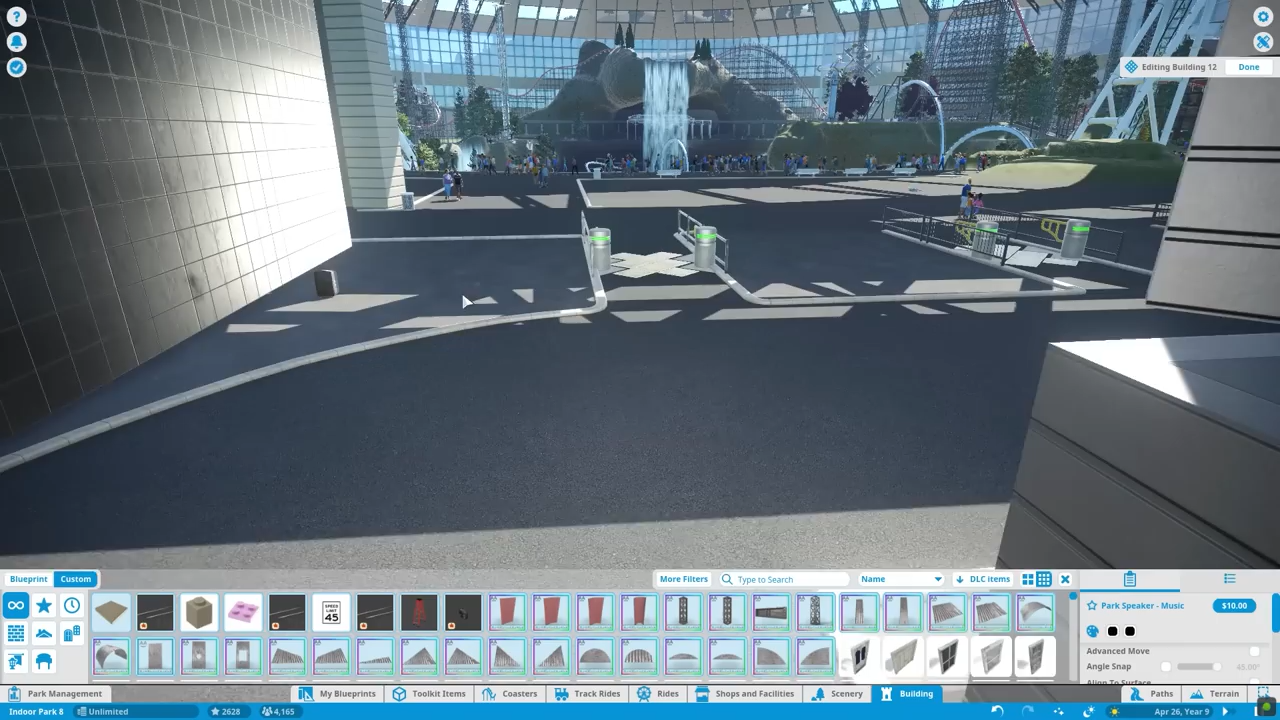 Editing Building 12 Done
Blueprint Custom More Filters Type to Search Name DLC items
SPEED LIMIT 45
Park Speaker - Music $10.00
Advanced Move
Angle Snap 45.00°
Park Management My Blueprints Toolkit Items Coasters Track Rides Rides Shops and Facilities Scenery Building Paths Terrain
Indoor Park 8 Unlimited 2628 4,165 Apr 26, Year 9